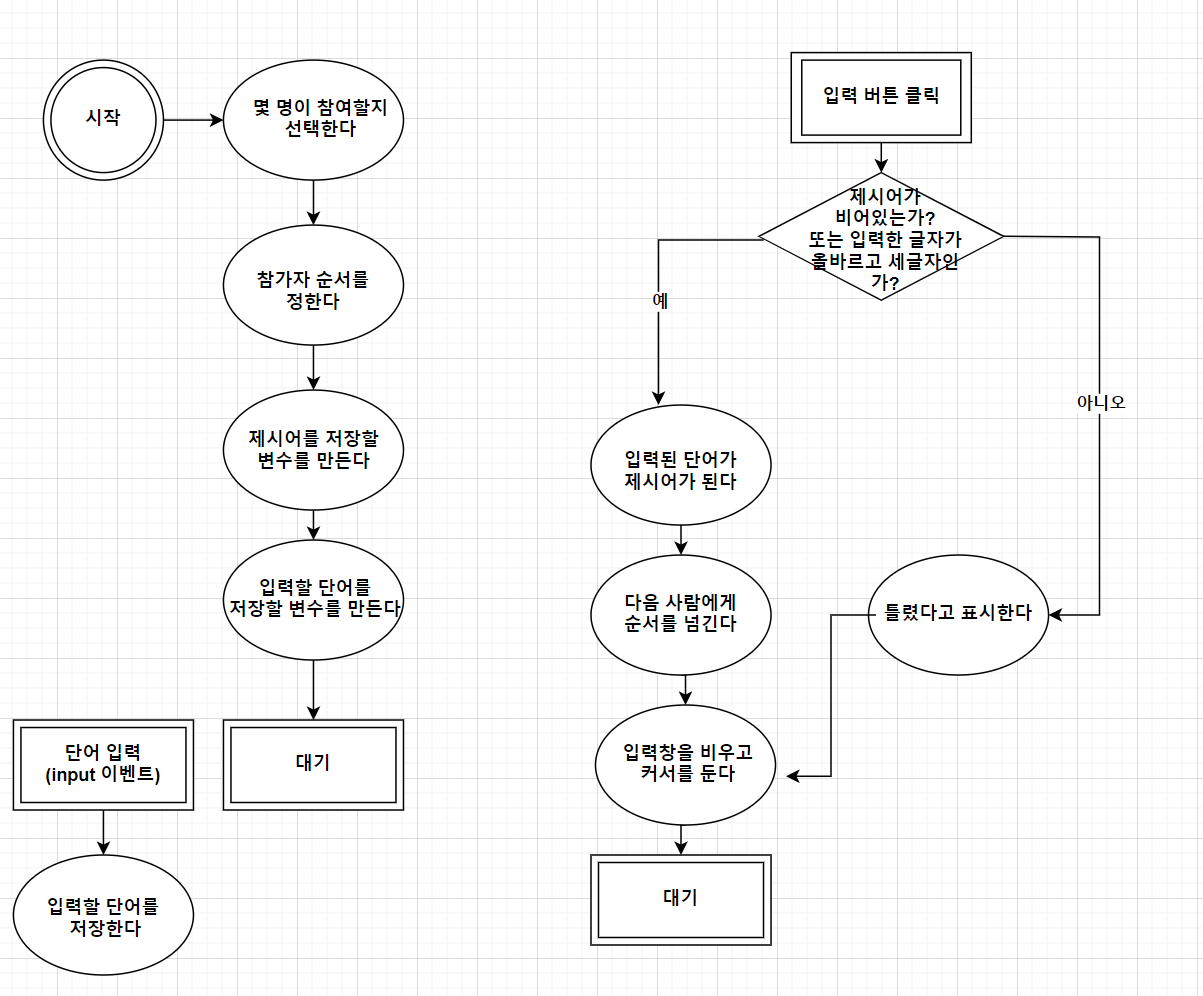 시작
몇 명이 참여할지
선택한다
참가자 순서를
정한다
제시어를 저장할
변수를 만든다
입력할 단어를
저장할 변수를 만든다
대기
단어 입력
(input 이벤트)
입력할 단어를
저장한다
입력 버튼 클릭
제시어가
비어있는가?
또는 입력한 글자가
올바르고 세글자인
가?
예
아니오
입력된 단어가
제시어가 된다
다음 사람에게
순서를 넘긴다
틀렸다고 표시한다
입력창을 비우고
커서를 둔다
대기